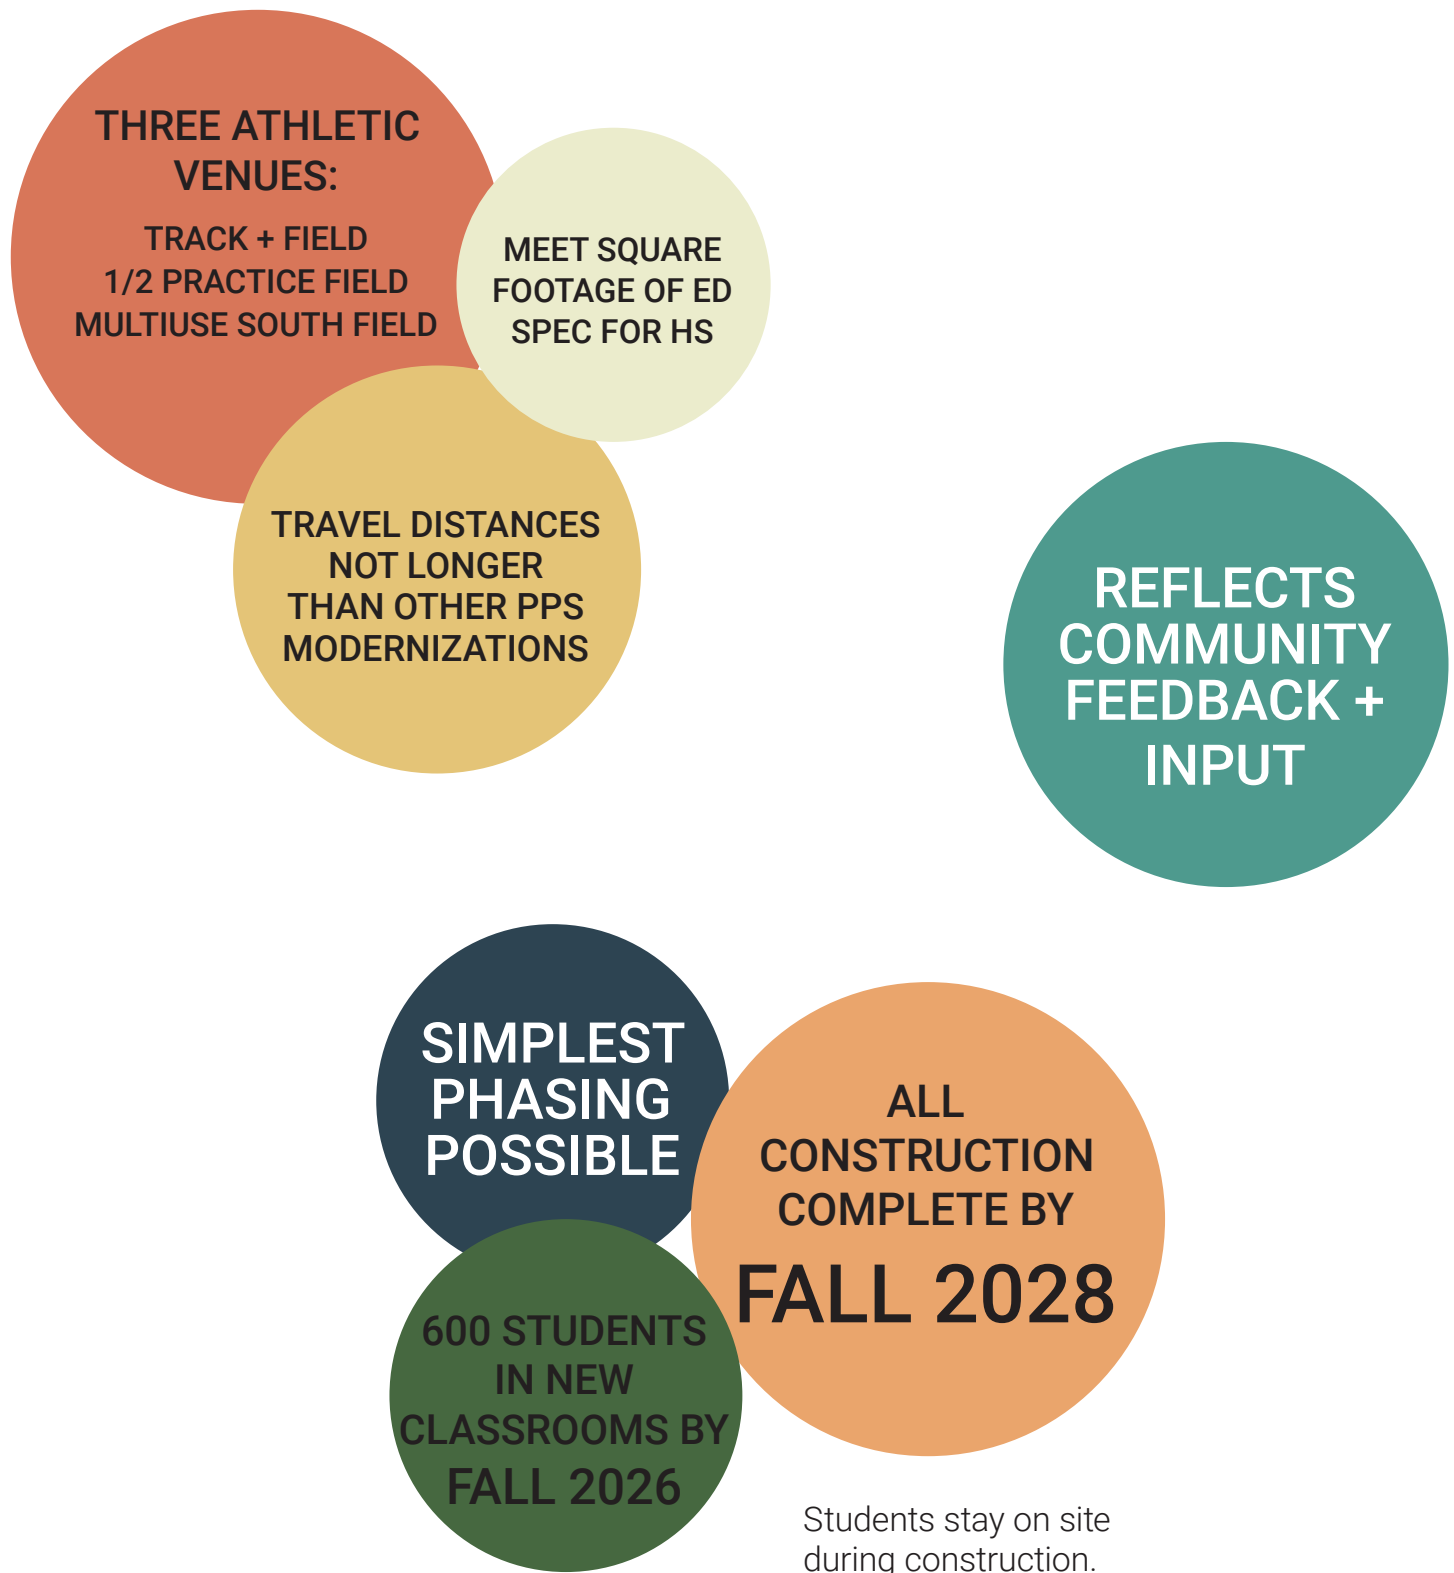 THREE ATHLETIC
VENUES:
TRACK + FIELD
1/2 PRACTICE FIELD
MULTIUSE SOUTH FIELD
MEET SQUARE
FOOTAGE OF ED
SPEC FOR HS
TRAVEL DISTANCES
NOT LONGER
THAN OTHER PPS
MODERNIZATIONS
REFLECTS
COMMUNITY
FEEDBACK +
INPUT
SIMPLEST
PHASING
POSSIBLE
ALL
CONSTRUCTION
COMPLETE BY
FALL 2028
600 STUDENTS
IN NEW
CLASSROOMS BY
FALL 2026
Students stay on site
during construction.